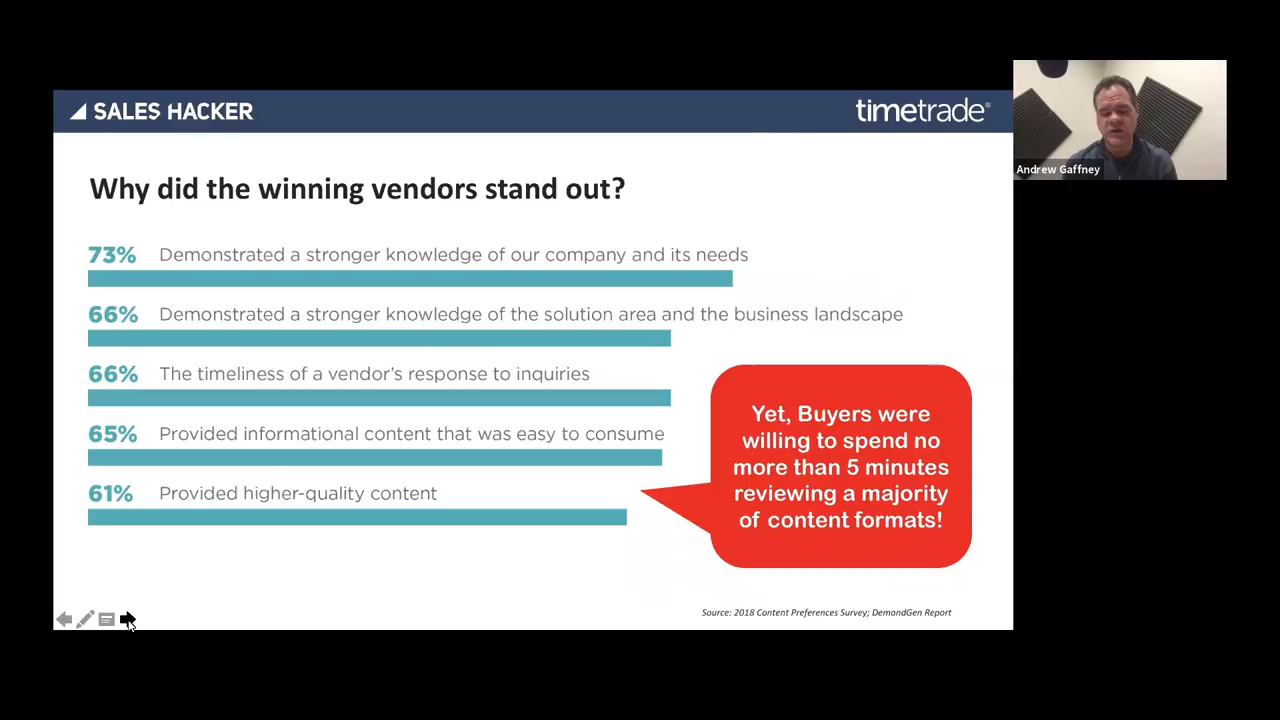 SALES HACKER
timetrade®
Andrew Gaffney
Why did the winning vendors stand out?
73% Demonstrated a stronger knowledge of our company and its needs
66% Demonstrated a stronger knowledge of the solution area and the business landscape
66% The timeliness of a vendor's response to inquiries
65% Provided informational content that was easy to consume
61% Provided higher-quality content
Yet, Buyers were
willing to spend no
more than 5 minutes
reviewing a majority
of content formats!
Source: 2018 Content Preferences Survey; DemandGen Report